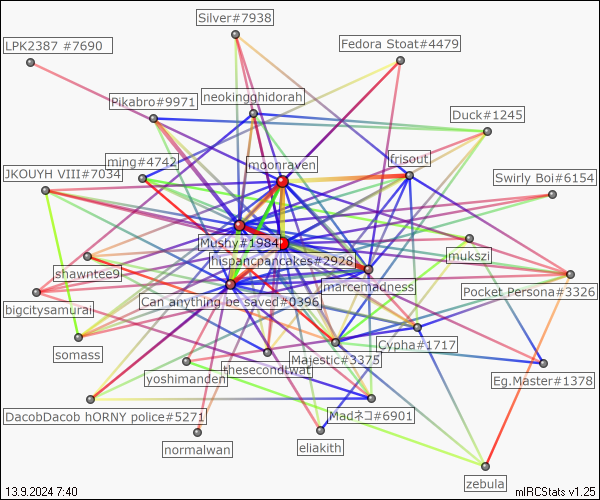 Silver#7938
LPK2387 #7690
Fedora Stoat#4479
Pikabro#9971
neokingghidorah
Duck#1245
ming#4742
moonraven
frisout
JKOUYH VIII#7034
Swirly Boi#6154
Mushy#1984
hispancpancakes#2928
mukszi
shawntee9
marcemadness
Pocket Persona#3326
bigcitysamurai
Can anything be saved#0396
somass
Majestic#3375
Cypha#1717
yoshimanden
thesecondtwat
Eg.Master#1378
DacobDacob hORNY police#5271
Madネコ#6901
normalwan
eliakith
zebula
13.9.2024 7:40
mIRCStats v1.25